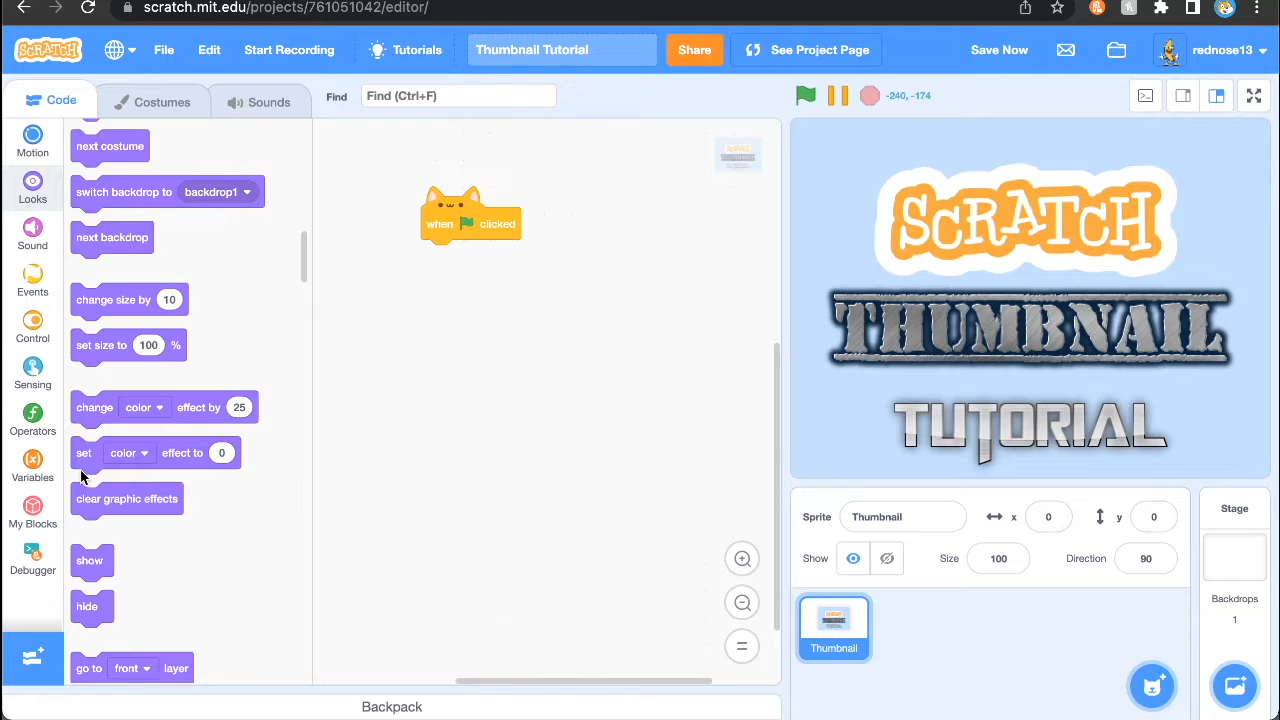 scratch.mit.edu/projects/761051042/editor/
SCRATCH
File
Edit
Start Recording
Tutorials
Thumbnail Tutorial
Share
See Project Page
Save Now
rednose13
Code
Costumes
Sounds
Find
Find (Ctrl+F)
-240, -174
Motion
Looks
Sound
Events
Control
Sensing
Operators
Variables
My Blocks
Debugger
next costume
switch backdrop to backdrop1
next backdrop
change size by 10
set size to 100 %
change color effect by 25
set color effect to 0
clear graphic effects
show
hide
go to front layer
when clicked
SCRATCH
THUMBNAIL
TUTORIAL
Sprite
Thumbnail
x 0
y 0
Show
Size 100
Direction 90
Thumbnail
Stage
Backdrops
1
Backpack